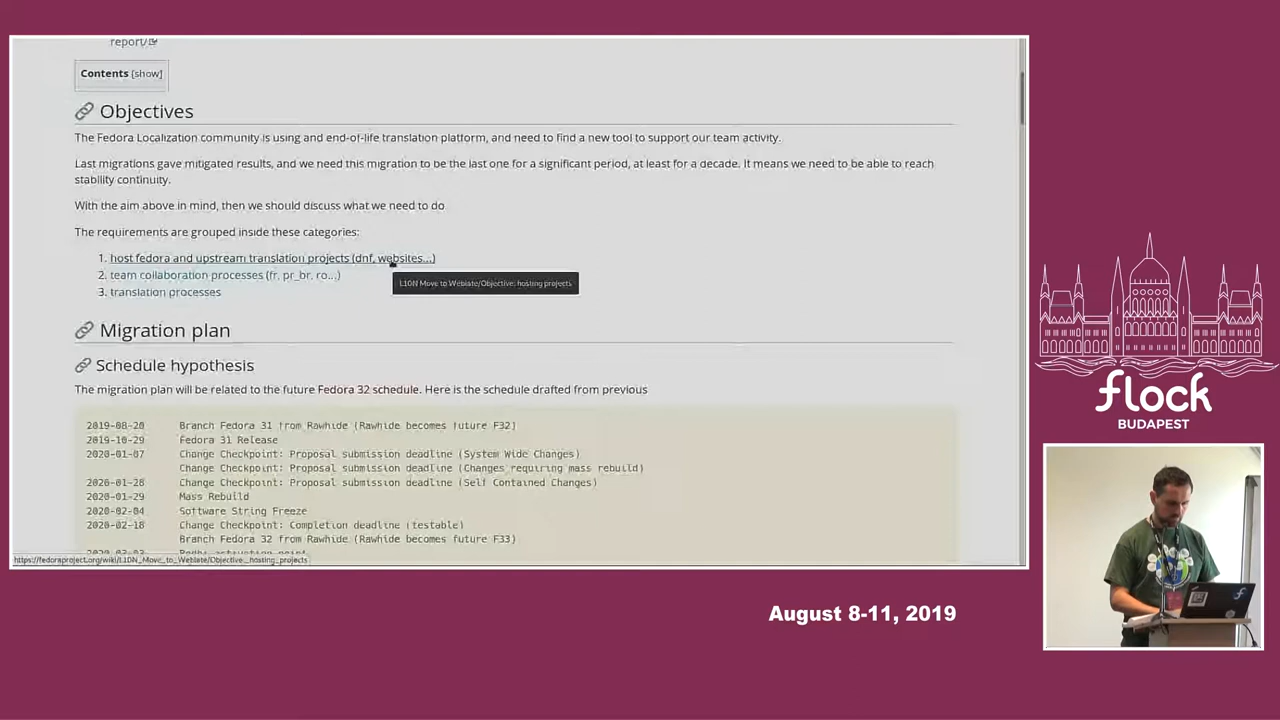 report/
Contents [show]
Objectives
The Fedora Localization community is using and end-of-life translation platform, and need to find a new tool to support our team activity.
Last migrations gave mitigated results, and we need this migration to be the last one for a significant period, at least for a decade. It means we need to be able to reach
stability continuity.
With the aim above in mind, then we should discuss what we need to do
The requirements are grouped inside these categories:
1. host fedora and upstream translation projects (dnf, websites...)
2. team collaboration processes (fr, pr_br, ro...)
L10N Move to Weblate/Objective: hosting projects
3. translation processes
Migration plan
Schedule hypothesis
The migration plan will be related to the future Fedora 32 schedule. Here is the schedule drafted from previous
2019-08-20 Branch Fedora 31 from Rawhide (Rawhide becomes future F32)
2019-10-29 Fedora 31 Release
2020-01-07 Change Checkpoint: Proposal submission deadline (System Wide Changes)
Change Checkpoint: Proposal submission deadline (Changes requiring mass rebuild)
2020-01-28 Change Checkpoint: Proposal submission deadline (Self Contained Changes)
2020-01-29 Mass Rebuild
2020-02-04 Software String Freeze
2020-02-18 Change Checkpoint: Completion deadline (testable)
Branch Fedora 32 from Rawhide (Rawhide becomes future F33)
https://fedoraproject.org/wiki/L10N_Move_to_Weblate/Objective:_hosting_projects
flock
BUDAPEST
August 8-11, 2019